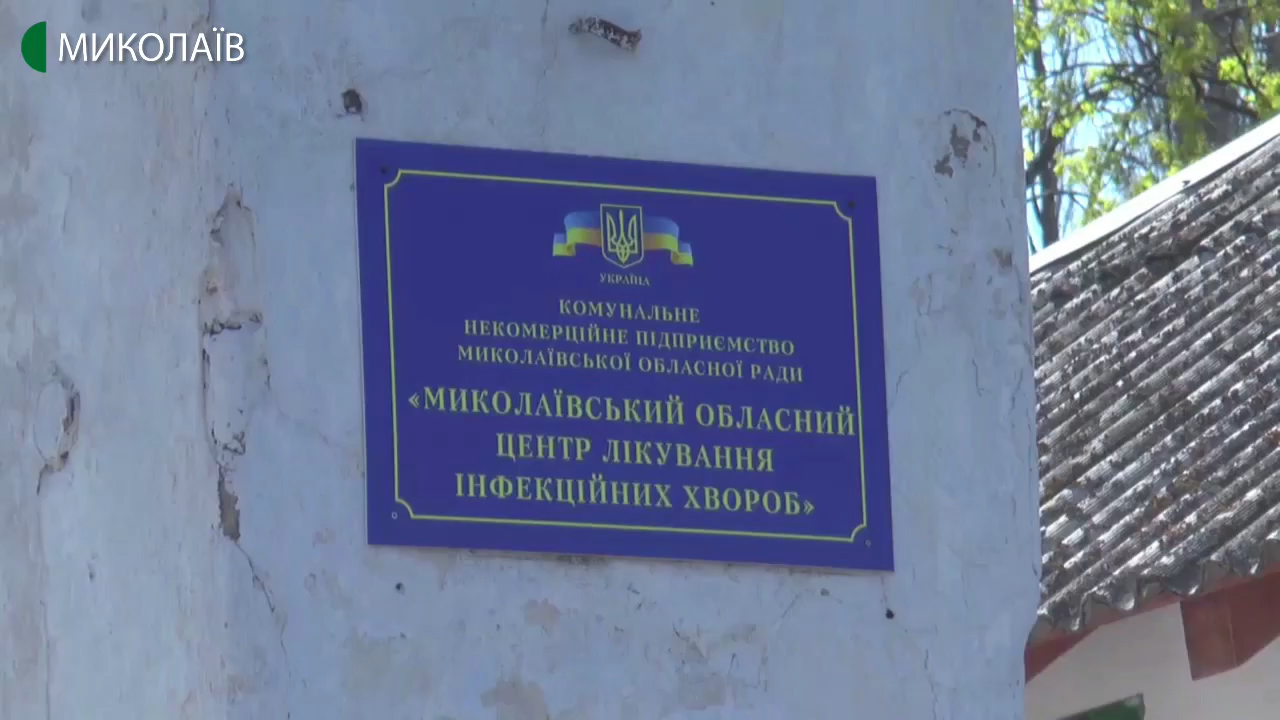 МИКОЛАЇВ
УКРАЇНА
КОМУНАЛЬНЕ
НЕКОМЕРЦІЙНЕ ПІДПРИЄМСТВО
МИКОЛАЇВСЬКОЇ ОБЛАСНОЇ РАДИ
«МИКОЛАЇВСЬКИЙ ОБЛАСНИЙ
ЦЕНТР ЛІКУВАННЯ
ІНФЕКЦІЙНИХ ХВОРОБ»